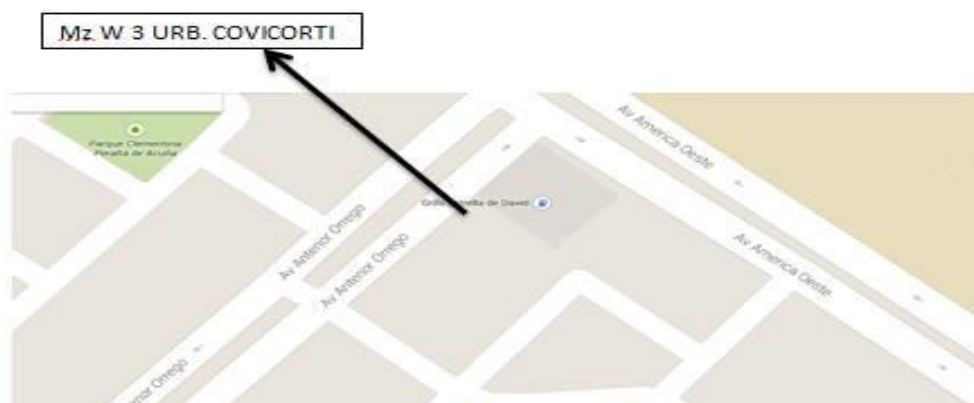 Mz W 3 URB. COVICORTI
Parque Clementina
Peralta de Acuña
Av America Oeste
Av Antenor Orrego
Av Antenor Orrego
Av America Oeste
Orrego